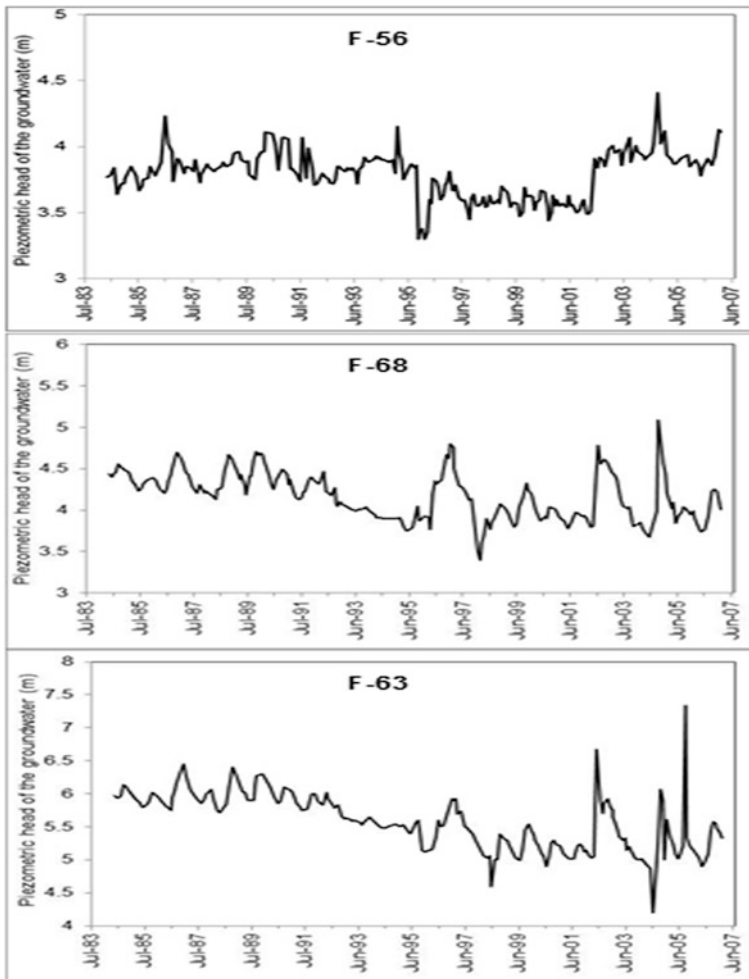 F-56
Piezometric head of the groundwater (m)
5
4.5
4
3.5
3
Jul-83
Jul-85
Jul-87
Jul-89
Jul-91
Jun-93
Jun-95
Jun-97
Jun-99
Jun-01
Jun-03
Jun-05
Jun-07
F-68
Piezometric head of the groundwater (m)
6
5.5
5
4.5
4
3.5
3
Jul-83
Jul-85
Jul-87
Jul-89
Jul-91
Jun-93
Jun-95
Jun-97
Jun-99
Jun-01
Jun-03
Jun-05
Jun-07
F-63
Piezometric head of the groundwater (m)
8
7.5
7
6.5
6
5.5
5
4.5
4
Jul-83
Jul-85
Jul-87
Jul-89
Jul-91
Jun-93
Jun-95
Jun-97
Jun-99
Jun-01
Jun-03
Jun-05
Jun-07